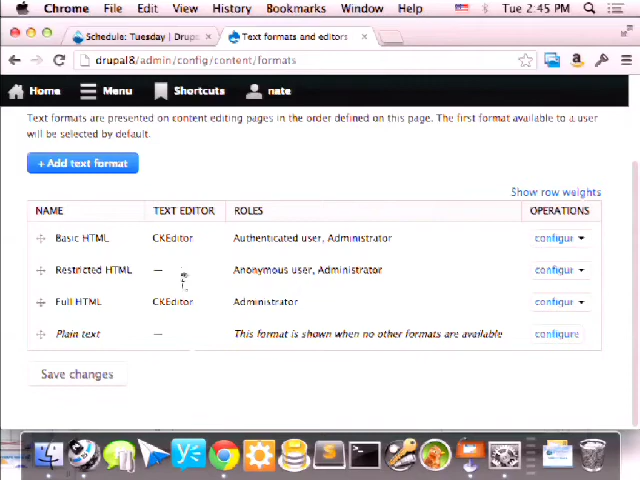 Chrome File Edit View History Bookmarks Window Help Tue 2:45 PM
Schedule: Tuesday | Drup
Text formats and editors
drupal8/admin/config/content/formats
Home Menu Shortcuts nate
Text formats are presented on content editing pages in the order defined on this page. The first format available to a user
will be selected by default.
+ Add text format
Show row weights
NAME TEXT EDITOR ROLES OPERATIONS
Basic HTML CKEditor Authenticated user, Administrator configur
Restricted HTML — Anonymous user, Administrator configur
Full HTML CKEditor Administrator configur
Plain text — This format is shown when no other formats are available configure
Save changes